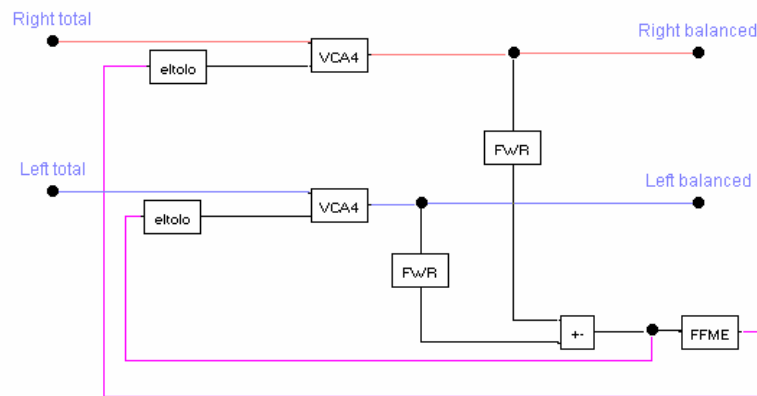 Right total
Right balanced
eltolo
VCA4
FWR
Left total
Left balanced
eltolo
VCA4
FWR
+-
FFME